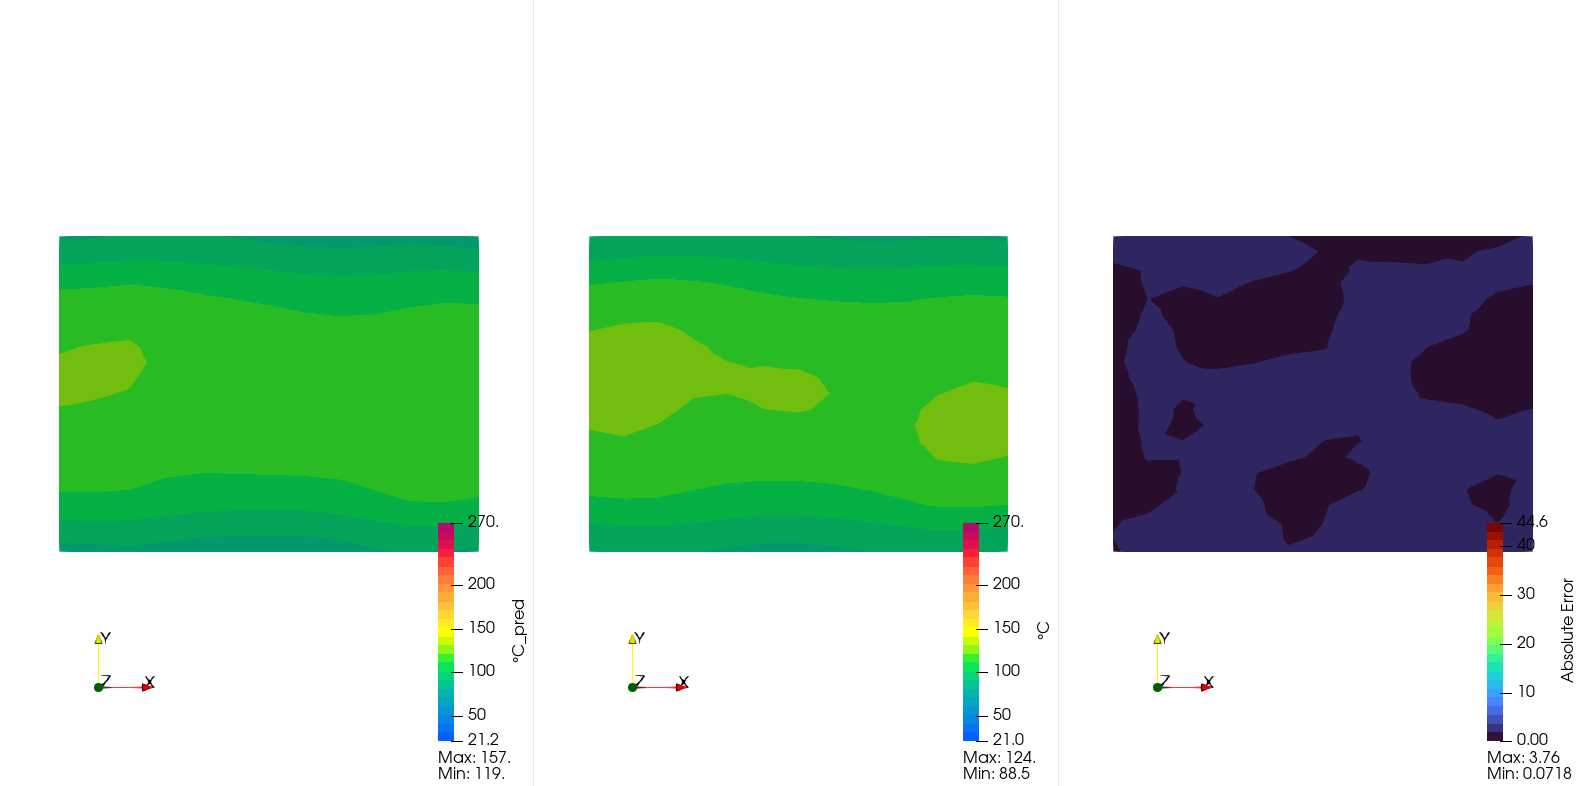 270.
200
150
100
50
21.2
°C_pred
Max: 157.
Min: 119.
Y
Z
X
270.
200
150
100
50
21.0
°C
Max: 124.
Min: 88.5
Y
Z
X
44.6
40
30
20
10
0.00
Absolute Error
Max: 3.76
Min: 0.0718
Y
Z
X